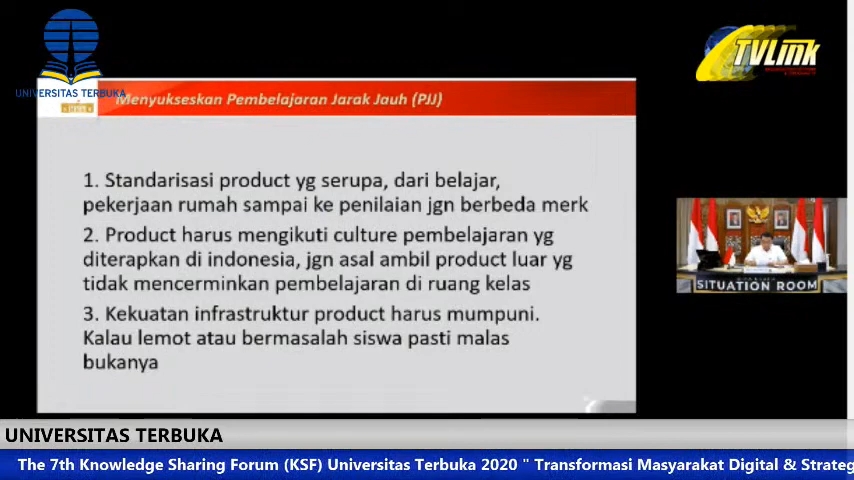 UNIVERSITAS TERBUKA
TVLink
Menyukseskan Pembelajaran Jarak Jauh (PJJ)
1. Standarisasi product yg serupa, dari belajar,
pekerjaan rumah sampai ke penilaian jgn berbeda merk
2. Product harus mengikuti culture pembelajaran yg
diterapkan di indonesia, jgn asal ambil product luar yg
tidak mencerminkan pembelajaran di ruang kelas
3. Kekuatan infrastruktur product harus mumpuni.
Kalau lemot atau bermasalah siswa pasti malas
bukanya
SITUATION ROOM
UNIVERSITAS TERBUKA
The 7th Knowledge Sharing Forum (KSF) Universitas Terbuka 2020 " Transformasi Masyarakat Digital & Strateg